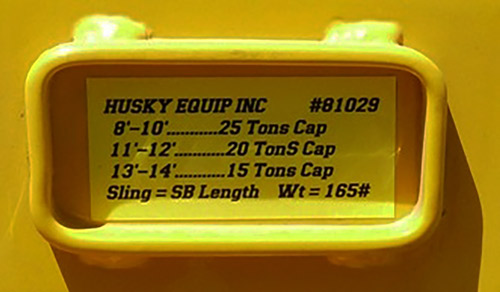 HUSKY EQUIP INC #81029
8'-10'...........25 Tons Cap
11'-12'...........20 TonS Cap
13'-14'...........15 Tons Cap
Sling = SB Length Wt = 165#